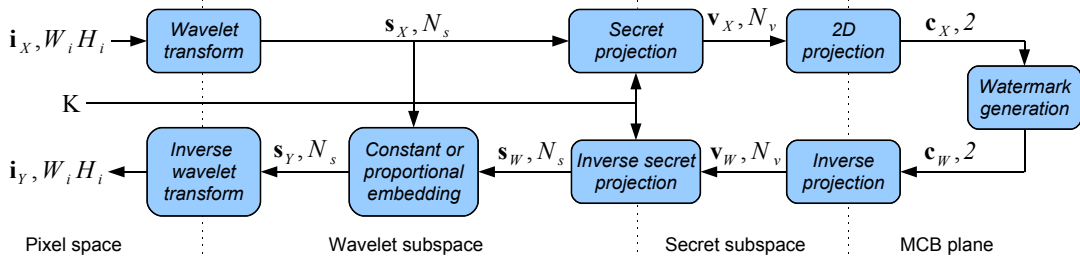 i_X, W_i H_i
Wavelet
transform
s_X, N_s
Secret
projection
v_X, N_v
2D
projection
c_X, 2
Watermark
generation
K
i_Y, W_i H_i
Inverse
wavelet
transform
s_Y, N_s
Constant or
proportional
embedding
s_W, N_s
Inverse secret
projection
v_W, N_v
Inverse
projection
c_W, 2
Pixel space
Wavelet subspace
Secret subspace
MCB plane